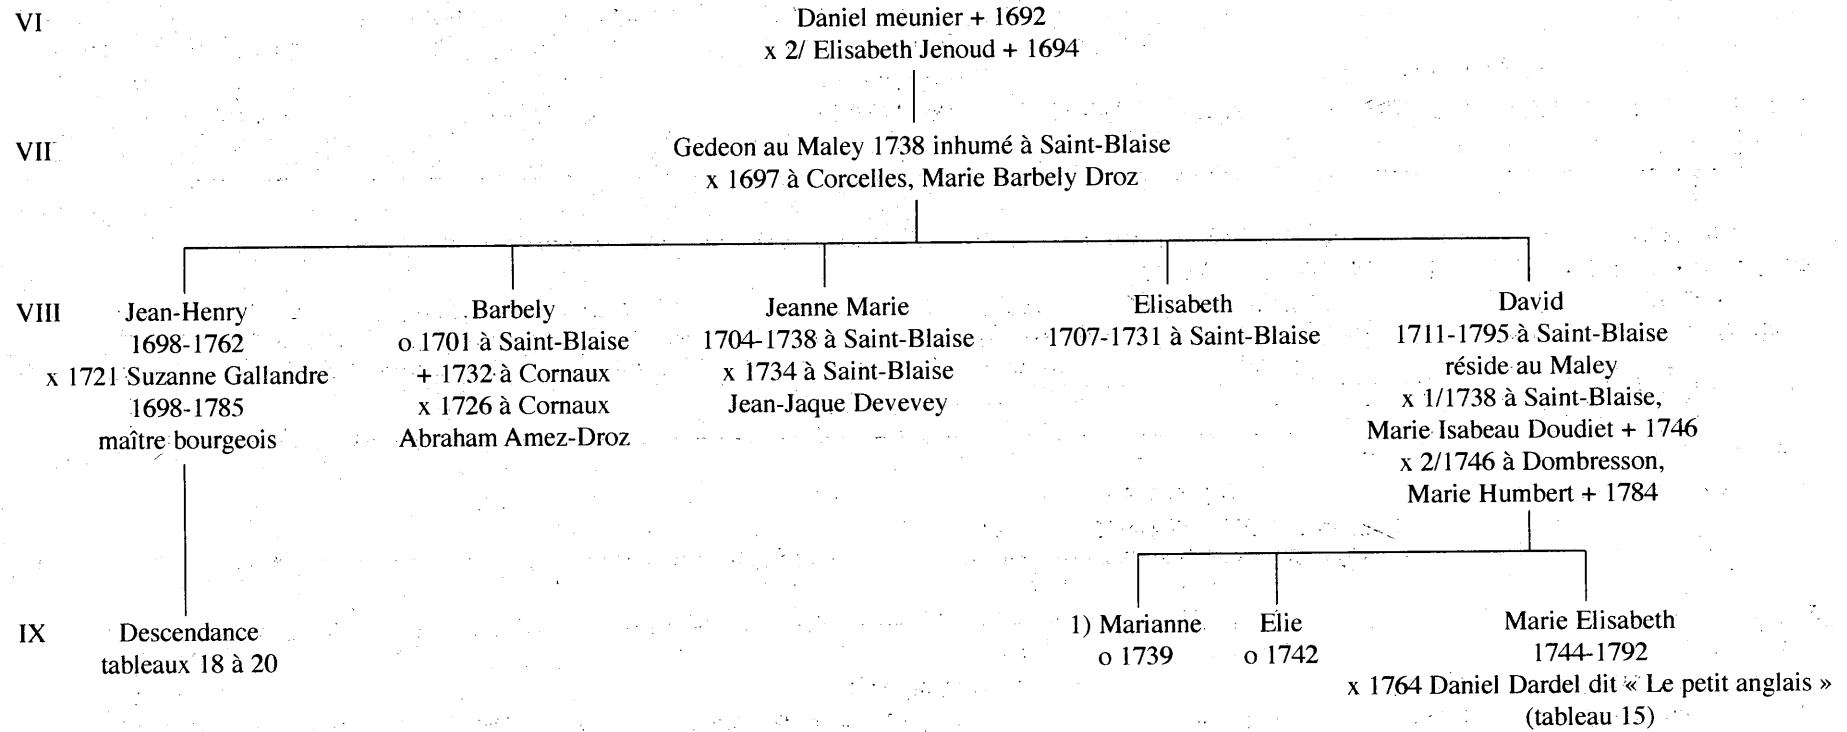 VI
Daniel meunier + 1692
x 2/ Elisabeth Jenoud + 1694
VII
Gedeon au Maley 1738 inhumé à Saint-Blaise
x 1697 à Corcelles, Marie Barbely Droz
VIII
Jean-Henry
1698-1762
x 1721 Suzanne Gallandre
1698-1785
maître bourgeois
Barbely
o 1701 à Saint-Blaise
+ 1732 à Cornaux
x 1726 à Cornaux
Abraham Amez-Droz
Jeanne Marie
1704-1738 à Saint-Blaise
x 1734 à Saint-Blaise
Jean-Jaque Devevey
Elisabeth
1707-1731 à Saint-Blaise
David
1711-1795 à Saint-Blaise
réside au Maley
x 1/1738 à Saint-Blaise,
Marie Isabeau Doudiet + 1746
x 2/1746 à Dombresson,
Marie Humbert + 1784
IX
Descendance
tableaux 18 à 20
1) Marianne
o 1739
Elie
o 1742
Marie Elisabeth
1744-1792
x 1764 Daniel Dardel dit « Le petit anglais »
(tableau 15)